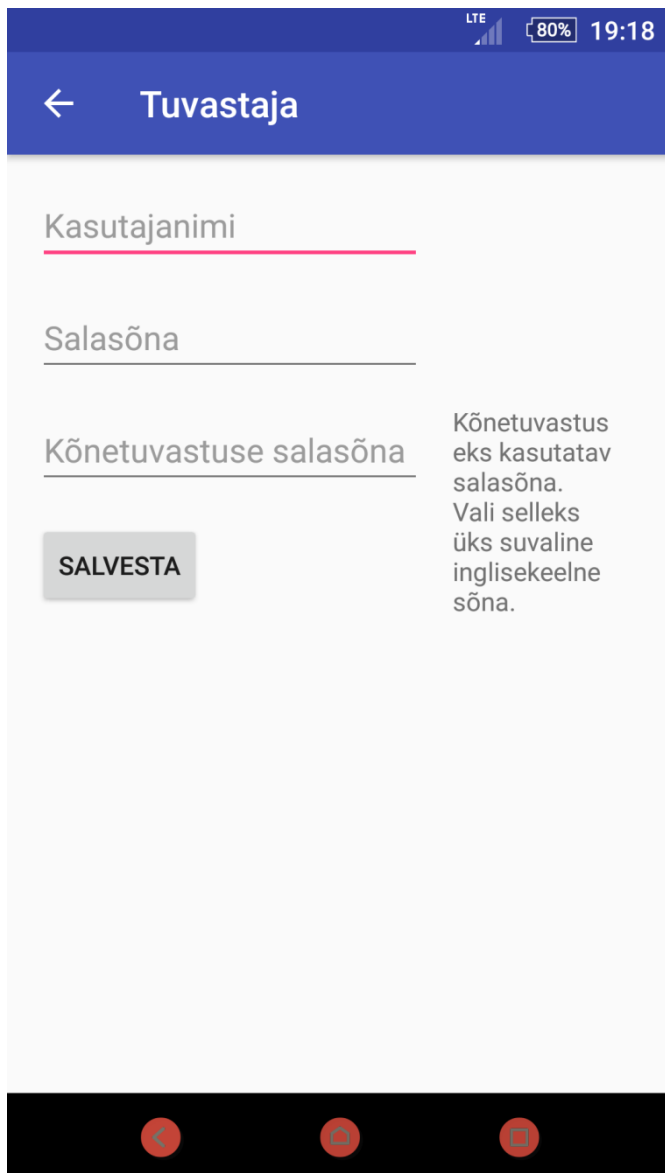 LTE 80% 19:18
Tuvastaja
Kasutajanimi
Salasõna
Kõnetuvastuse salasõna
Kõnetuvastus
eks kasutatav
salasõna.
Vali selleks
üks suvaline
inglisekeelne
sõna.
SALVESTA